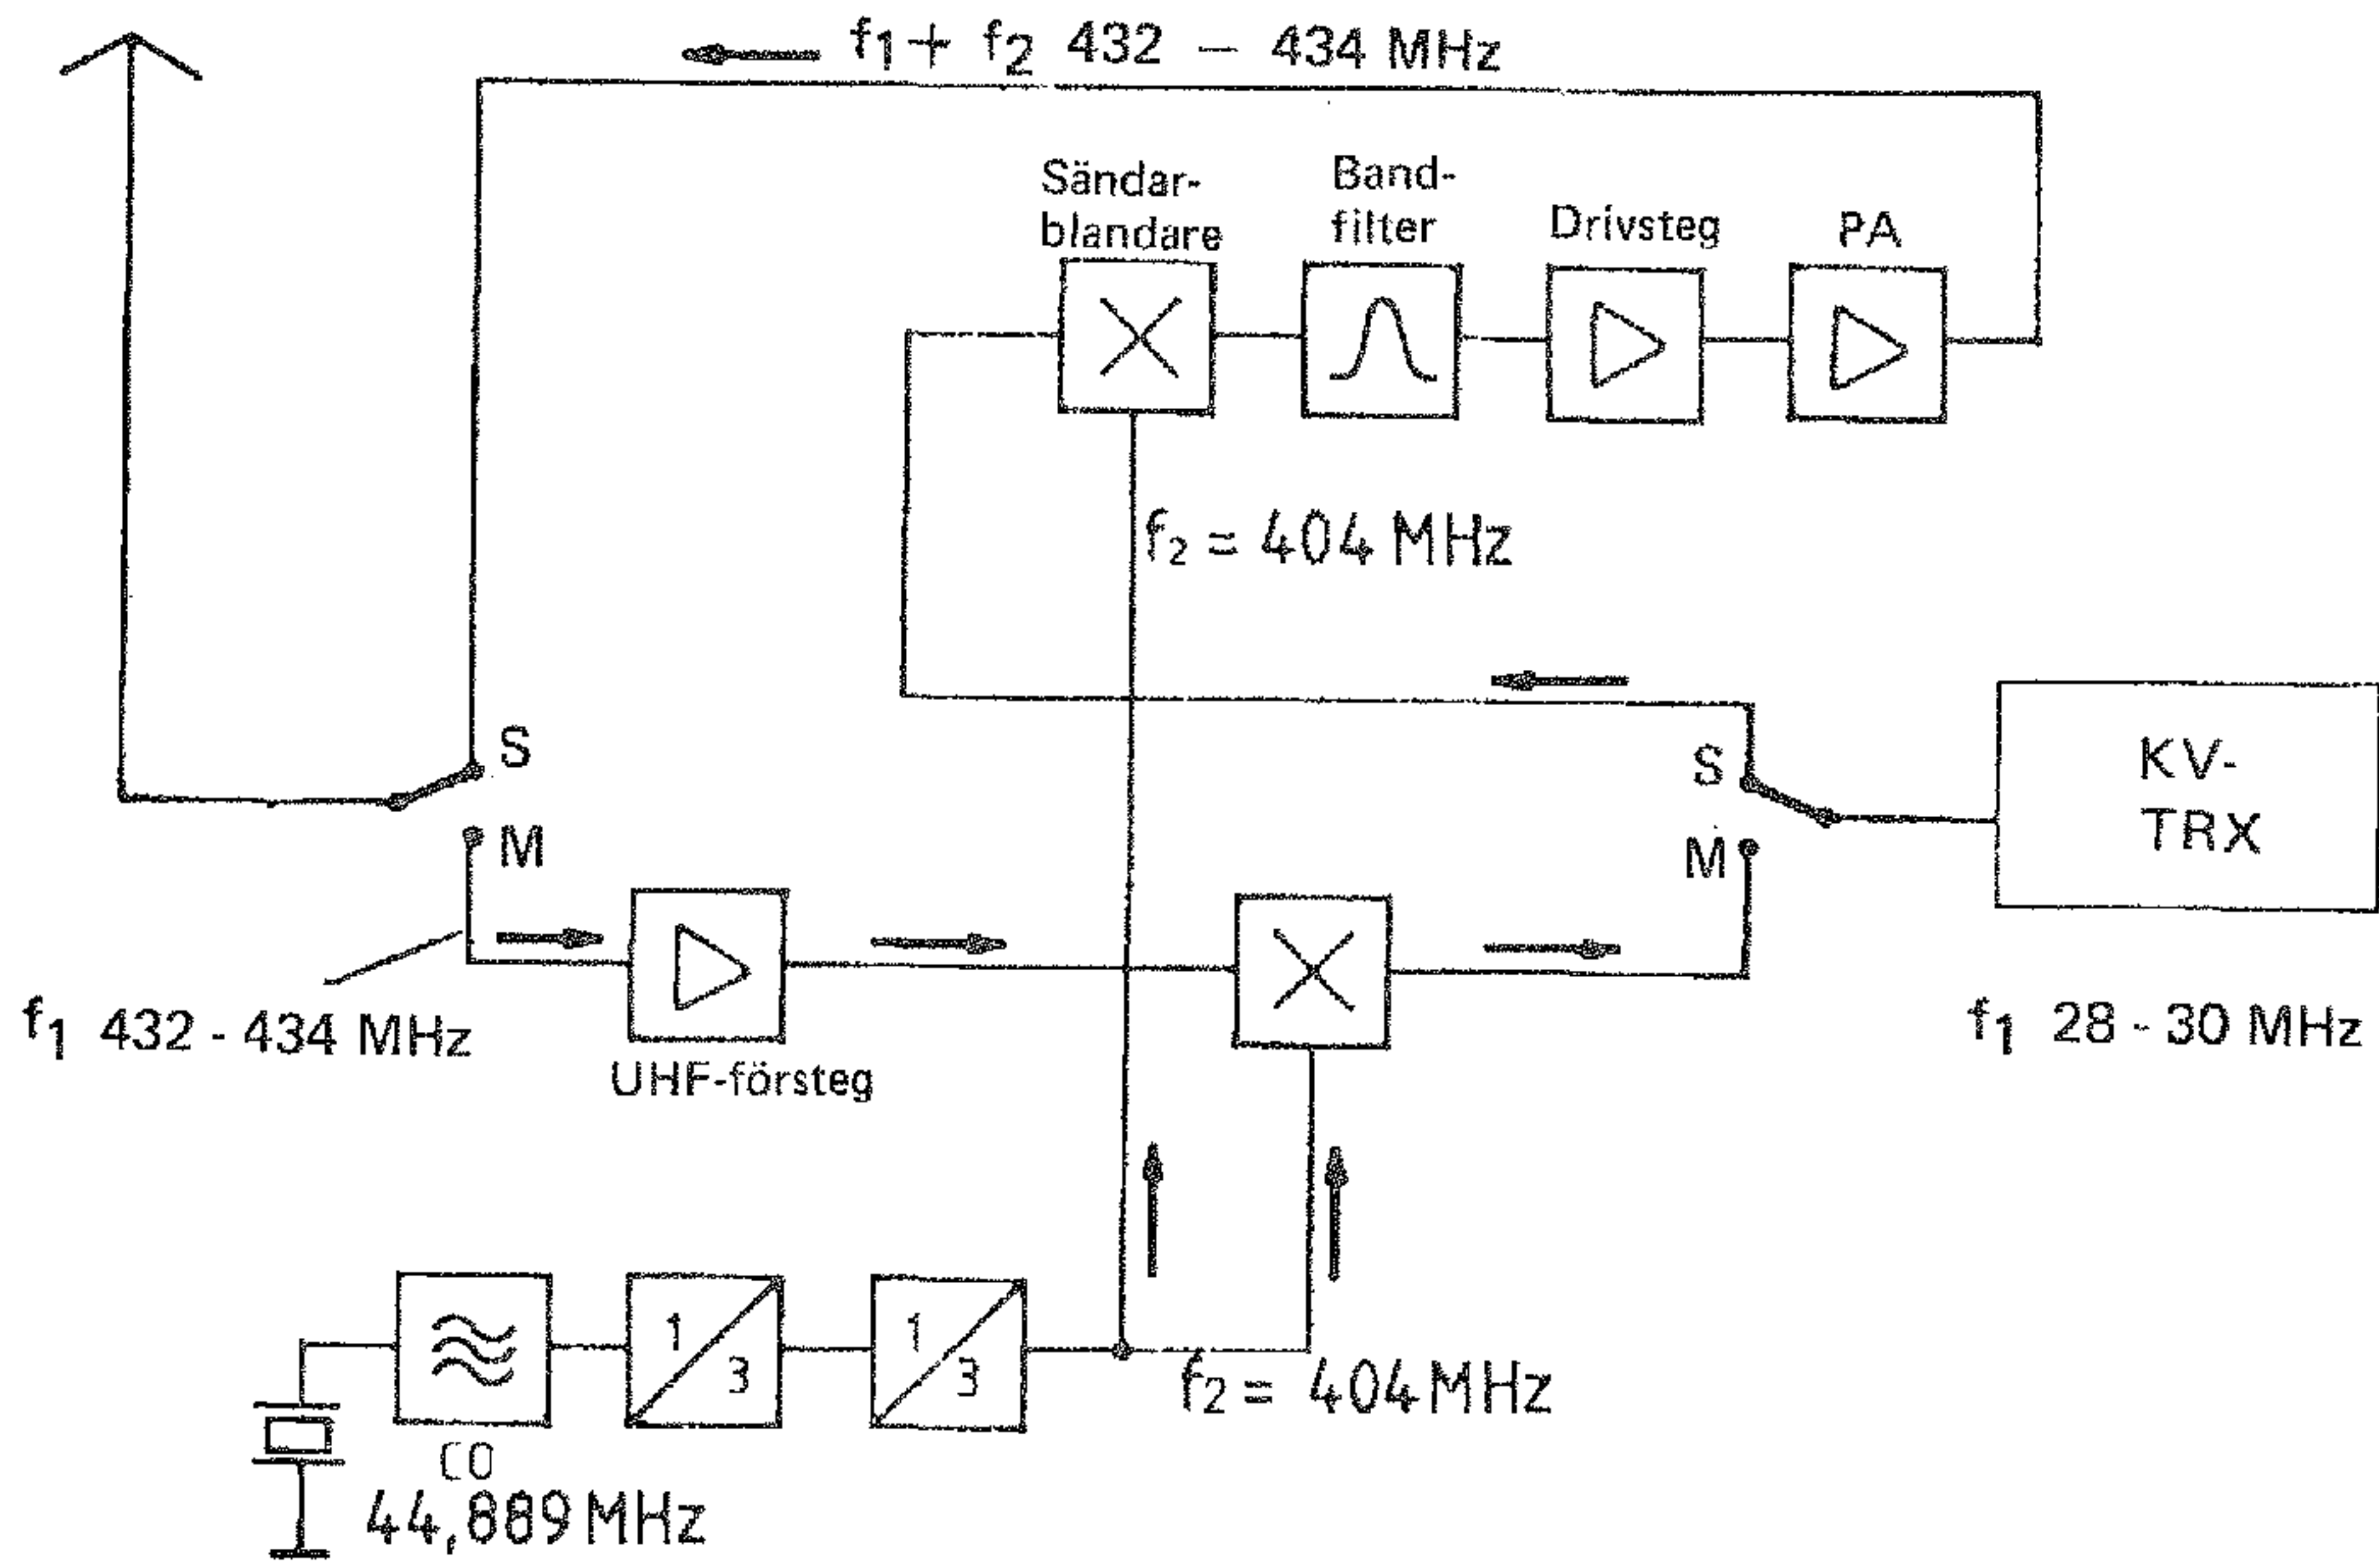 f1 + f2 432 – 434 MHz
Sändar-
blandare
Band-
filter
Drivsteg
PA
f2 = 404 MHz
S
M
S
M
KV-
TRX
f1 432 - 434 MHz
UHF-försteg
f1 28 - 30 MHz
1
3
1
3
f2 = 404 MHz
CO
44,889 MHz